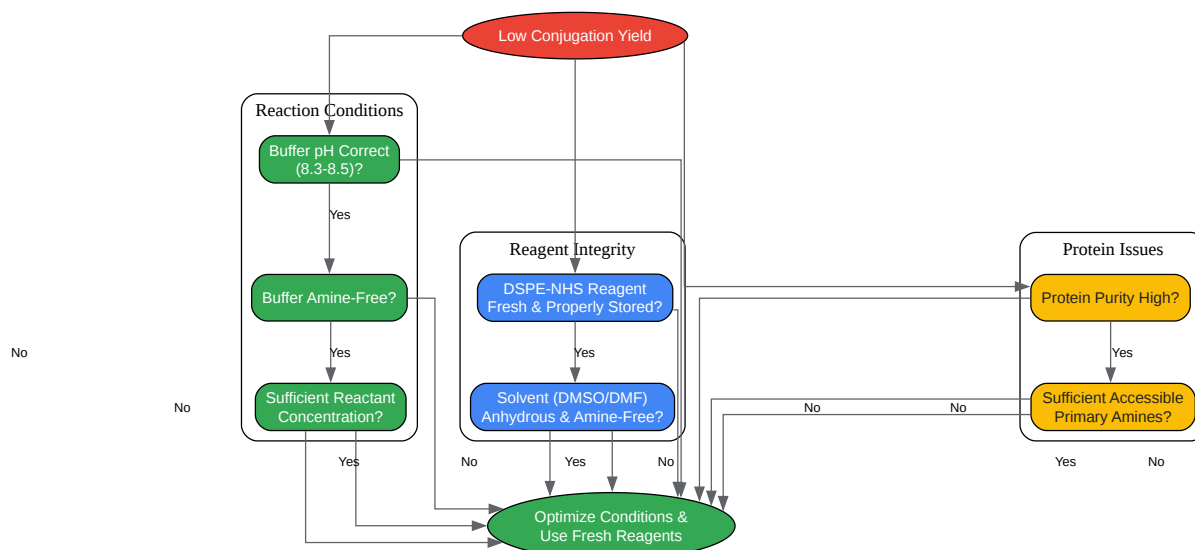 Low Conjugation Yield
Reaction Conditions
Buffer pH Correct
(8.3-8.5)?
Yes
Buffer Amine-Free?
Yes
Sufficient Reactant
Concentration?
Reagent Integrity
DSPE-NHS Reagent
Fresh & Properly Stored?
Yes
Solvent (DMSO/DMF)
Anhydrous & Amine-Free?
Protein Issues
Protein Purity High?
Yes
Sufficient Accessible
Primary Amines?
No
No
No
No
Yes
No
Yes
No
Yes
No
Optimize Conditions &
Use Fresh Reagents